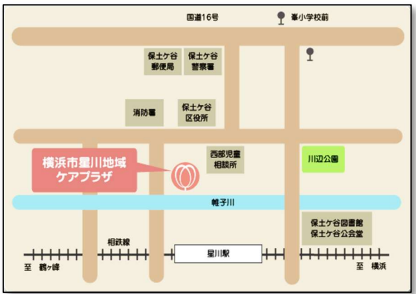 国道16号
峯小学校前
保土ケ谷
郵便局
保土ケ谷
警察署
消防署
保土ケ谷
区役所
横浜市星川地域
ケアプラザ
西部児童
相談所
川辺公園
帷子川
保土ケ谷図書館
保土ケ谷公会堂
相鉄線
星川駅
至 鶴ヶ峰
至 横浜